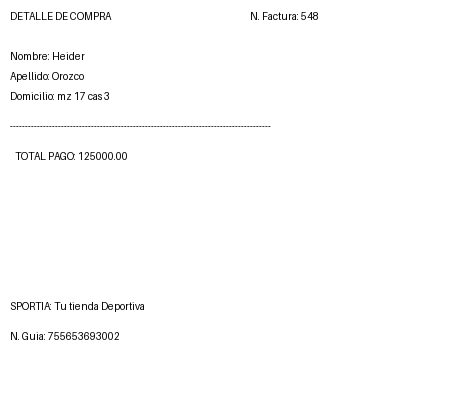 DETALLE DE COMPRA N. Factura: 548
Nombre: Heider
Apellido: Orozco
Domicilio: mz 17 cas 3
--------------------------------------------------------------------------------------
TOTAL PAGO: 125000.00
SPORTIA: Tu tienda Deportiva
N. Guia: 755653693002